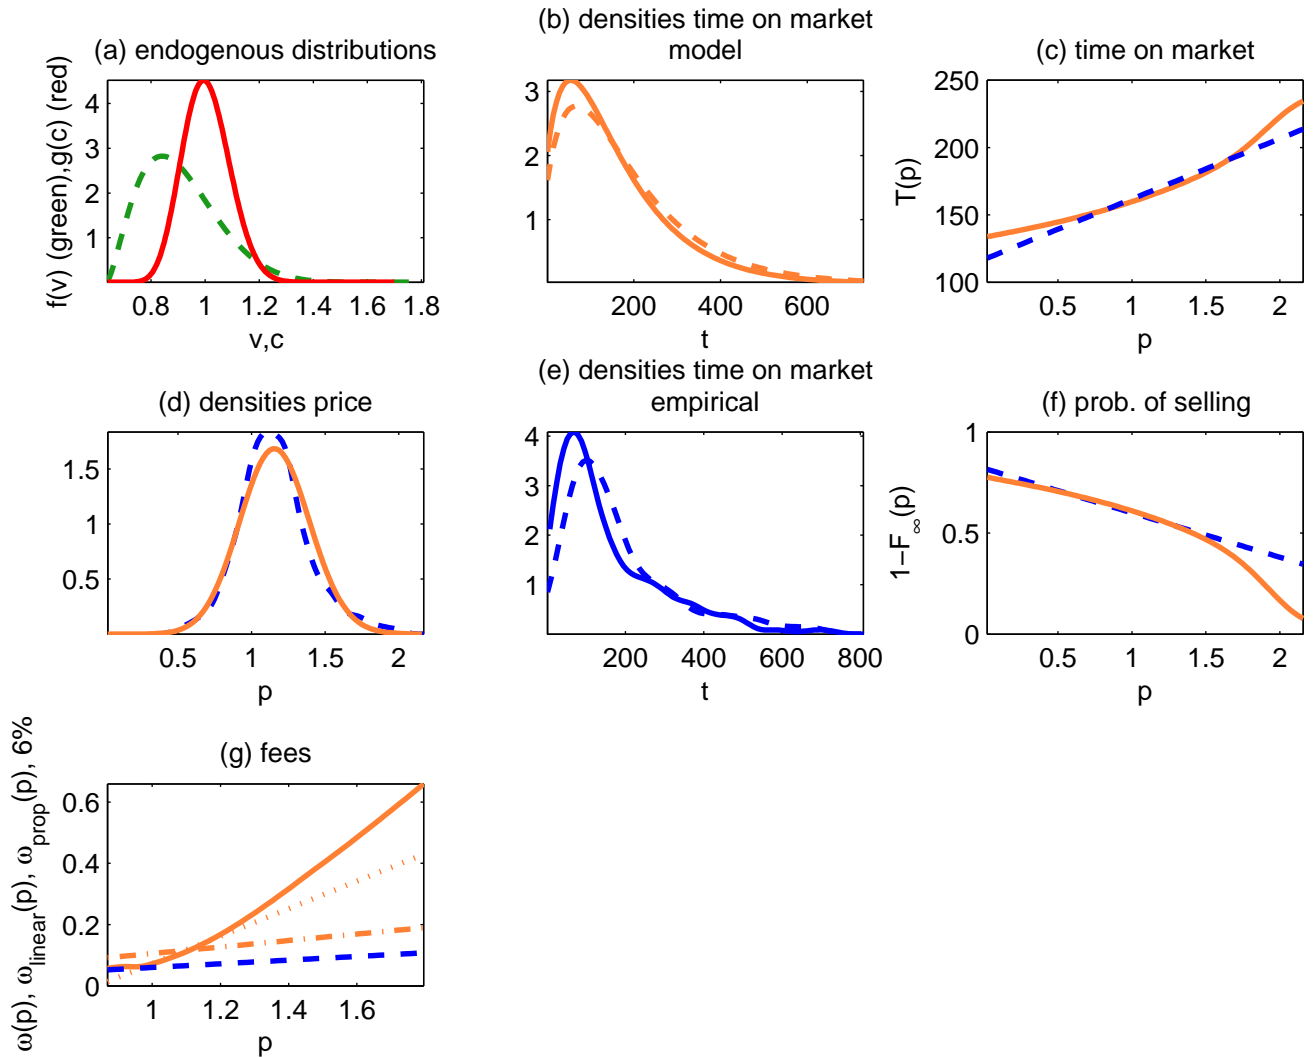 (a) endogenous distributions
f(v) (green),g(c) (red)
4
3
2
1
0.8 1 1.2 1.4 1.6 1.8
v,c
(b) densities time on market
model
3
2
1
200 400 600
t
(c) time on market
T(p)
250
200
150
100
0.5 1 1.5 2
p
(d) densities price
1.5
1
0.5
0.5 1 1.5 2
p
(e) densities time on market
empirical
4
3
2
1
200 400 600 800
t
(f) prob. of selling
1−F∞(p)
1
0.5
0
0.5 1 1.5 2
p
(g) fees
ω(p), ωlinear(p), ωprop(p), 6%
0.6
0.4
0.2
0
1 1.2 1.4 1.6
p